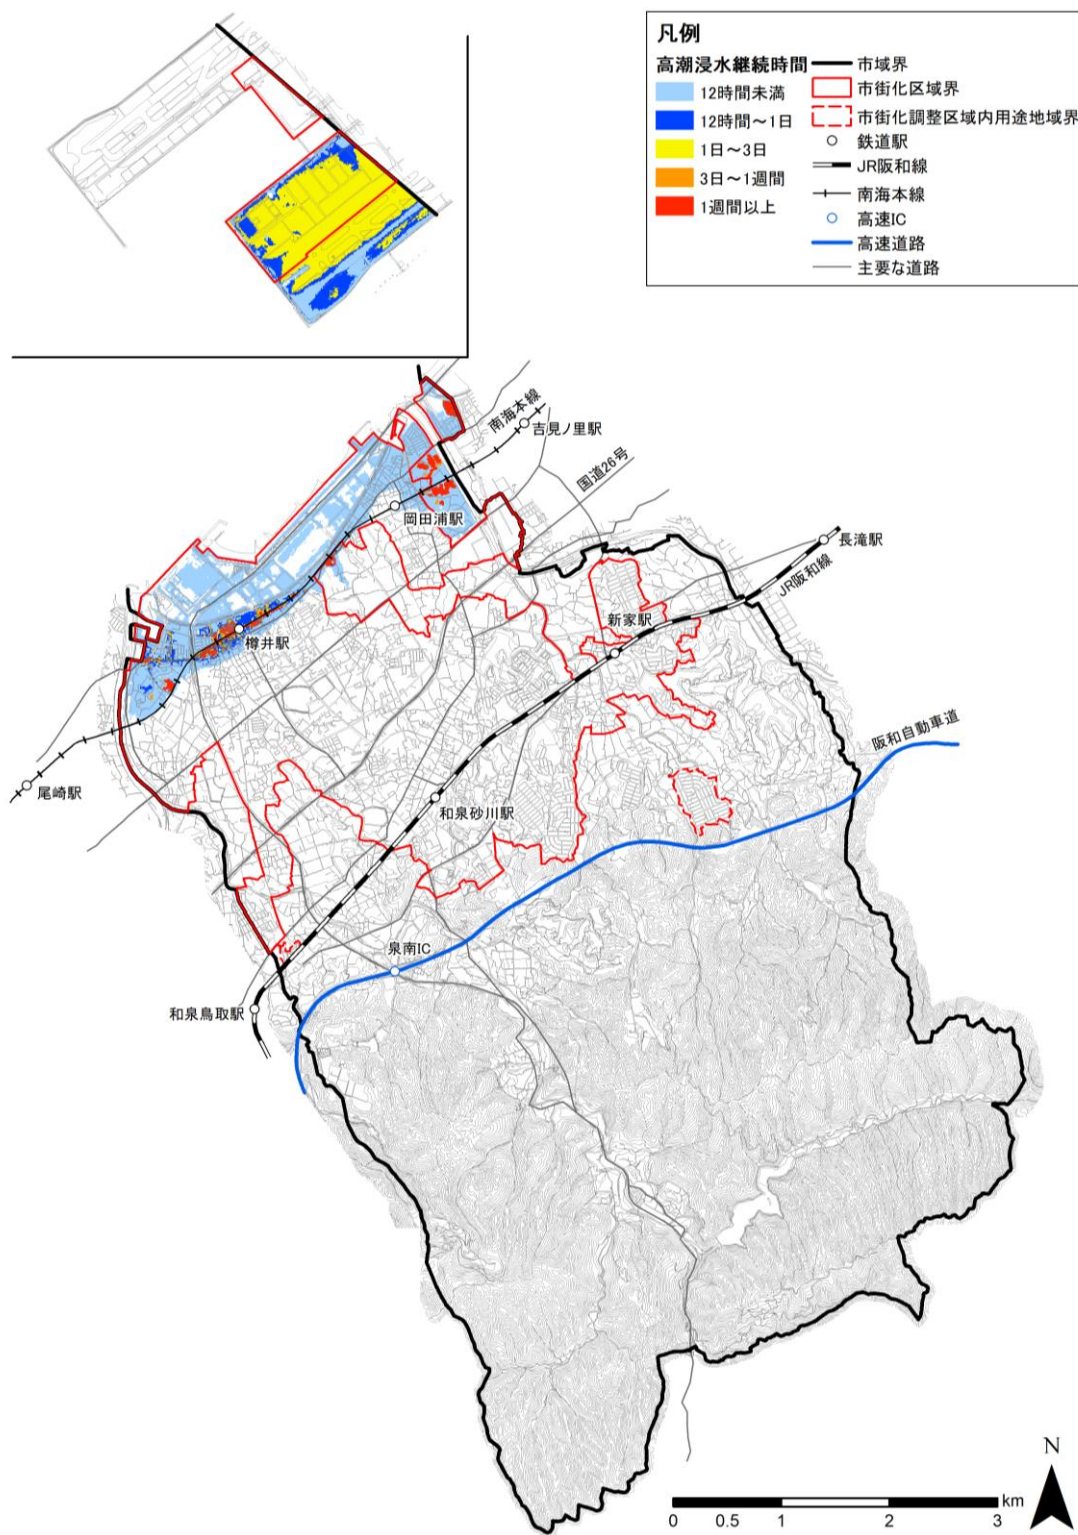 凡例
高潮浸水継続時間
12時間未満
12時間～1日
1日～3日
3日～1週間
1週間以上
市域界
市街化区域界
市街化調整区域内用途地域界
鉄道駅
JR阪和線
南海本線
高速IC
高速道路
主要な道路
南海本線
吉見ノ里駅
国道26号
岡田浦駅
長滝駅
JR阪和線
新家駅
樽井駅
阪和自動車道
尾崎駅
和泉砂川駅
泉南IC
和泉鳥取駅
N
km
0 0.5 1 2 3